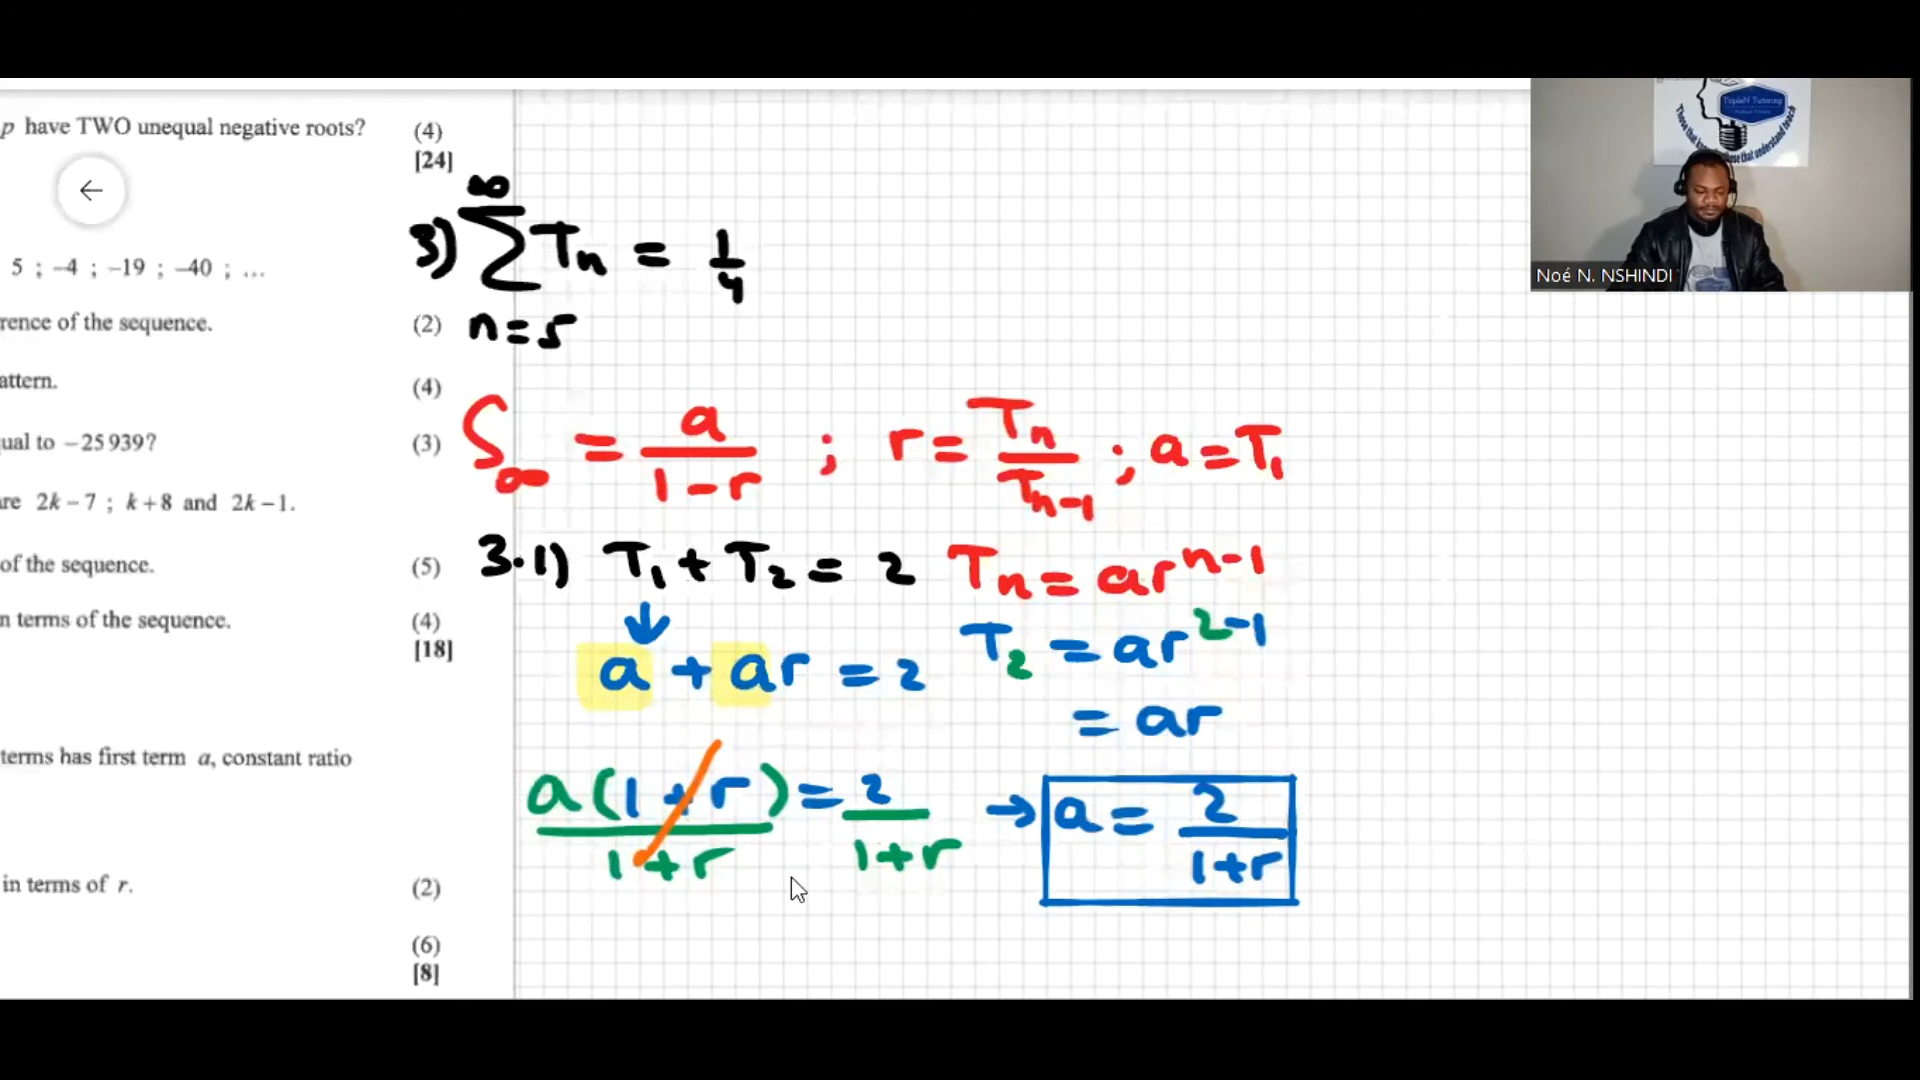 p have TWO unequal negative roots? (4)
[24]
5 ; −4 ; −19 ; −40 ; ...
rence of the sequence. (2)
attern. (4)
ual to −25 939? (3)
are 2k − 7 ; k + 8 and 2k − 1.
of the sequence. (5)
n terms of the sequence. (4)
[18]
terms has first term a, constant ratio
in terms of r. (2)
(6)
[8]
∞
3) ∑ Tn = 1/4
n=5
S∞ = a/(1−r) ; r = Tn/Tn−1 ; a = T1
3.1) T1 + T2 = 2 Tn = ar^(n−1)
↓
a + ar = 2 T2 = ar^(2−1)
= ar
a(1+r)/(1+r) = 2/(1+r) → a = 2/(1+r)
TripleN Tutoring
Noé N. NSHINDI